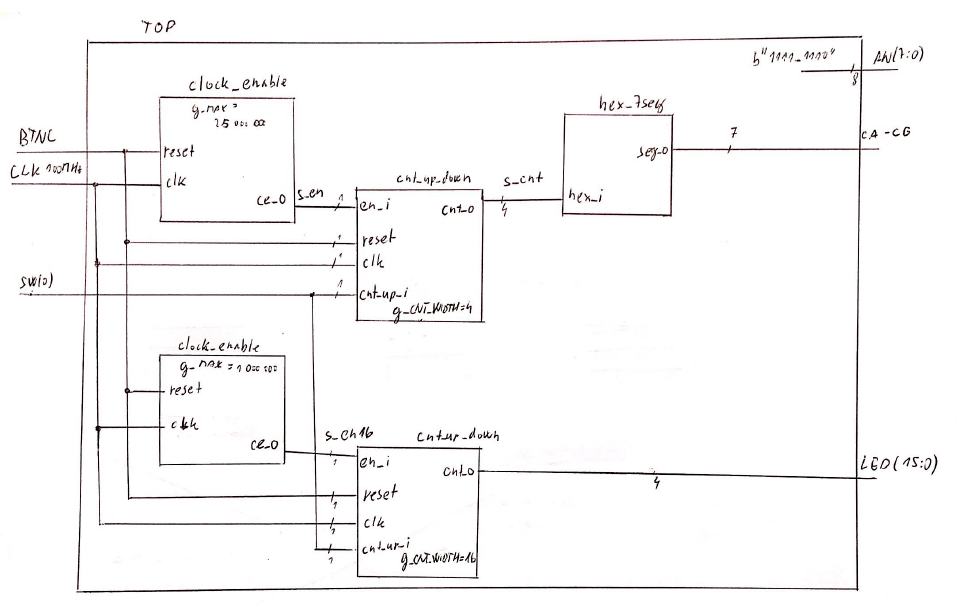 TOP
b"1111_1110"
AN(7:0)
8
clock_enable
g_MAX =
25 000 00
BTNC
reset
CLK 100MHz
clk
ce_O
s_en
hex_7seg
seg_o
7
CA-CG
hex_i
cnt_up_down
s_cnt
4
1
en_i
cnt_o
1
reset
1
clk
SW(0)
1
cnt_up_i
g_CNT_WIDTH=4
clock_enable
g_MAX = 1 000 000
reset
clk
ce_O
s_en16
cnt_up_down
1
en_i
cnt_o
4
LED(15:0)
1
reset
1
clk
1
cnt_up_i
g_CNT_WIDTH=16